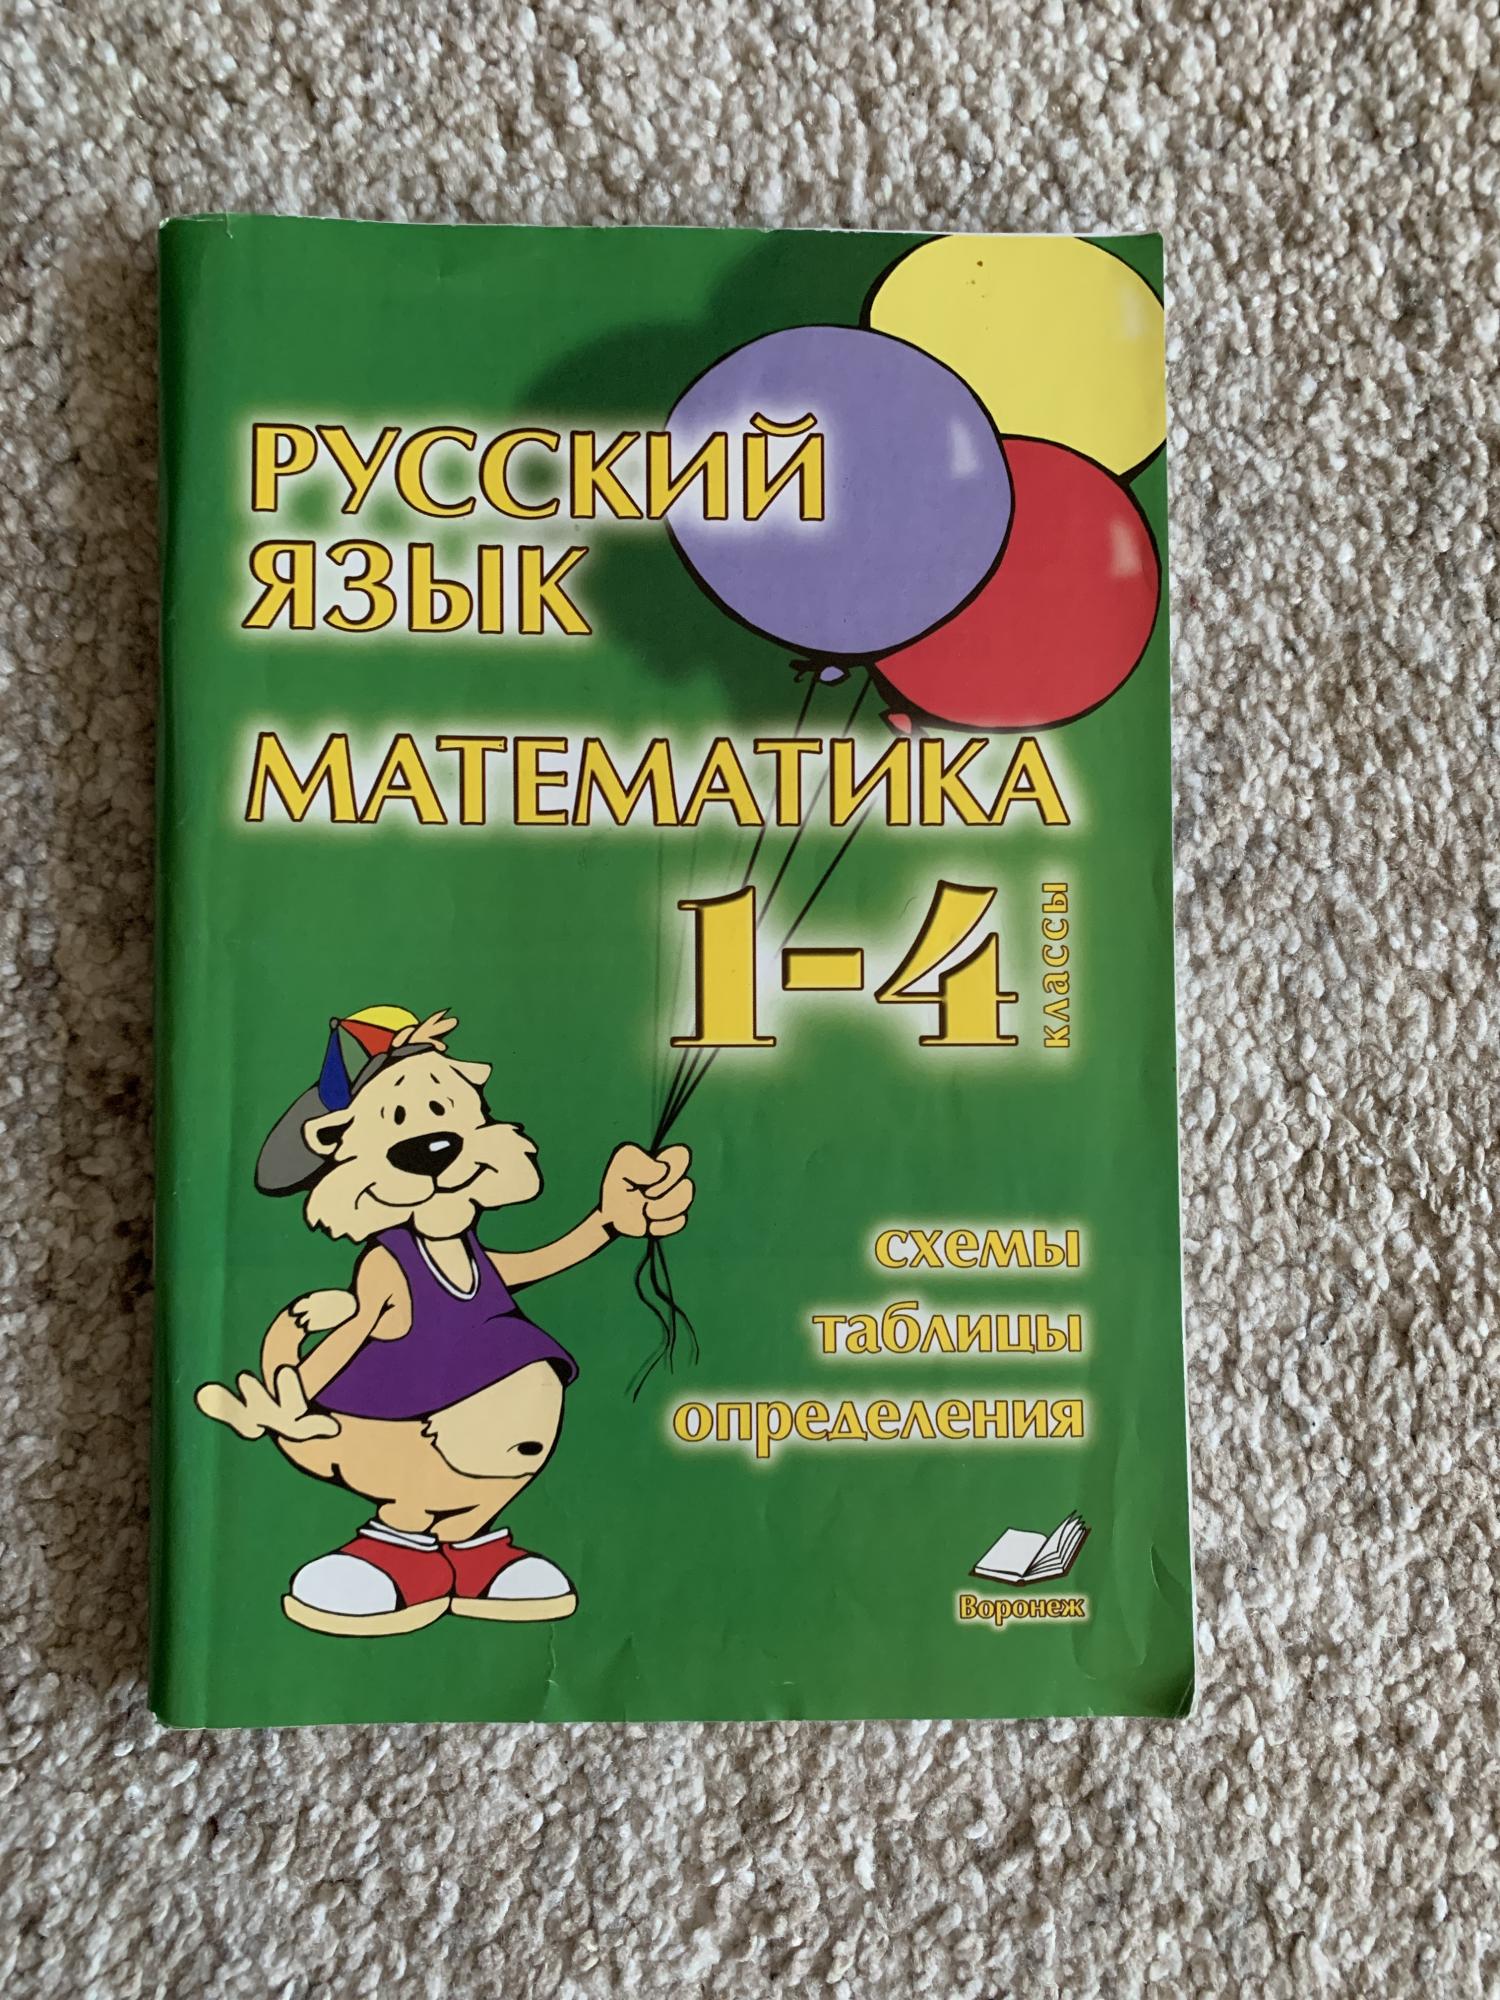 РУССКИЙ
ЯЗЫК
МАТЕМАТИКА
1-4
классы
схемы
таблицы
определения
Воронеж